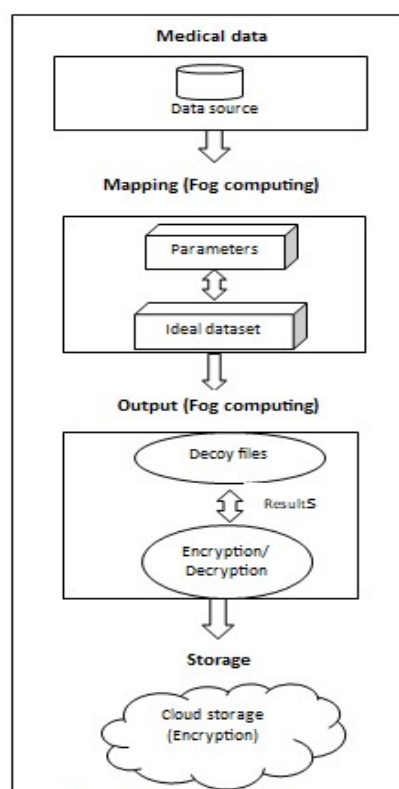 Medical data
Data source
Mapping (Fog computing)
Parameters
Ideal dataset
Output (Fog computing)
Decoy files
Results
Encryption/
Decryption
Storage
Cloud storage
(Encryption)